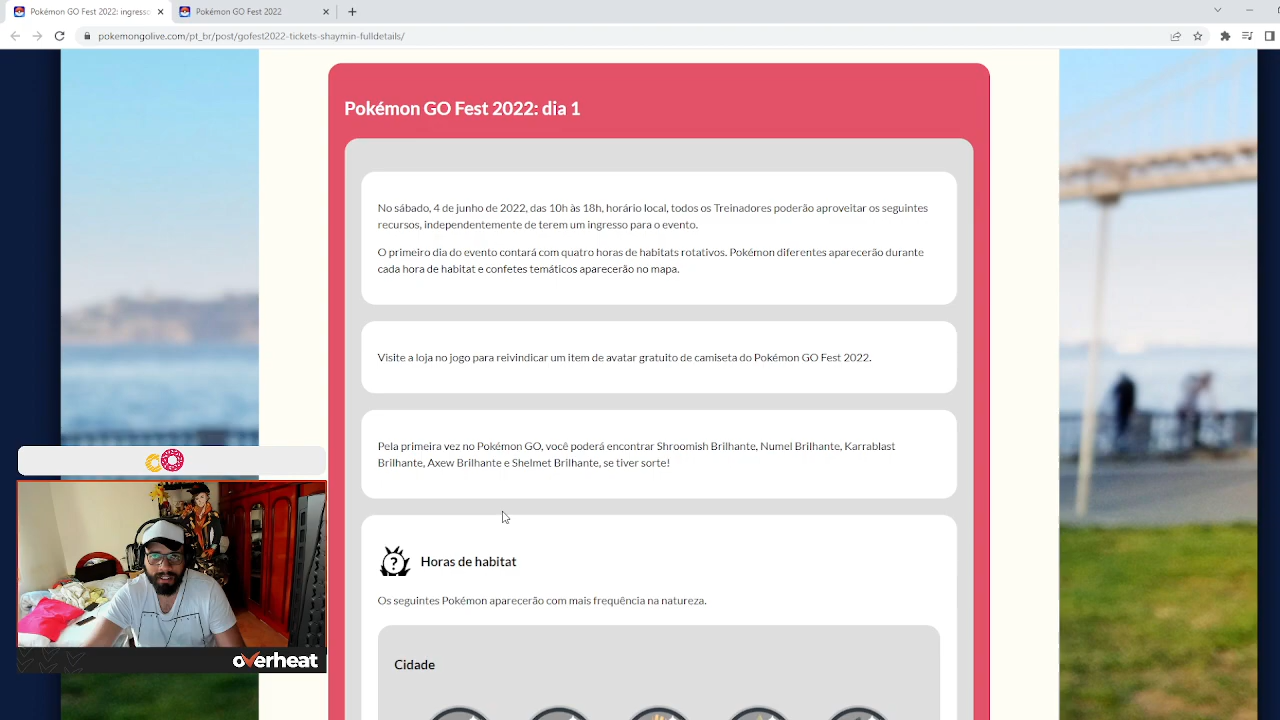 Pokémon GO Fest 2022: ingresso
Pokémon GO Fest 2022
pokemongolive.com/pt_br/post/gofest2022-tickets-shaymin-fulldetails/
Pokémon GO Fest 2022: dia 1
No sábado, 4 de junho de 2022, das 10h às 18h, horário local, todos os Treinadores poderão aproveitar os seguintes
recursos, independentemente de terem um ingresso para o evento.
O primeiro dia do evento contará com quatro horas de habitats rotativos. Pokémon diferentes aparecerão durante
cada hora de habitat e confetes temáticos aparecerão no mapa.
Visite a loja no jogo para reivindicar um item de avatar gratuito de camiseta do Pokémon GO Fest 2022.
Pela primeira vez no Pokémon GO, você poderá encontrar Shroomish Brilhante, Numel Brilhante, Karrablast
Brilhante, Axew Brilhante e Shelmet Brilhante, se tiver sorte!
Horas de habitat
Os seguintes Pokémon aparecerão com mais frequência na natureza.
Cidade
overheat